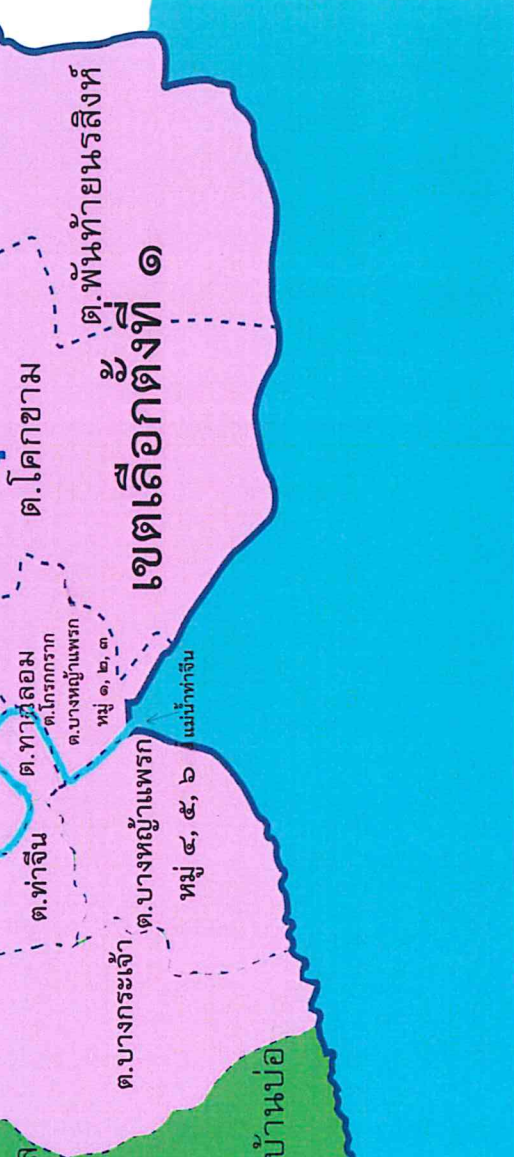 ต.พันท้ายนรสิงห์
เขตเลือกตั้งที่ ๑
ต.โคกขาม
ต.ท่าฉลอม
ต.โกรกกราก
ต.บางหญ้าแพรก
หมู่ ๑, ๒, ๓
แม่น้ำท่าจีน
ต.ท่าจีน
ต.บางหญ้าแพรก
หมู่ ๔, ๕, ๖
ต.บางกระเจ้า
บ้านบ่อ